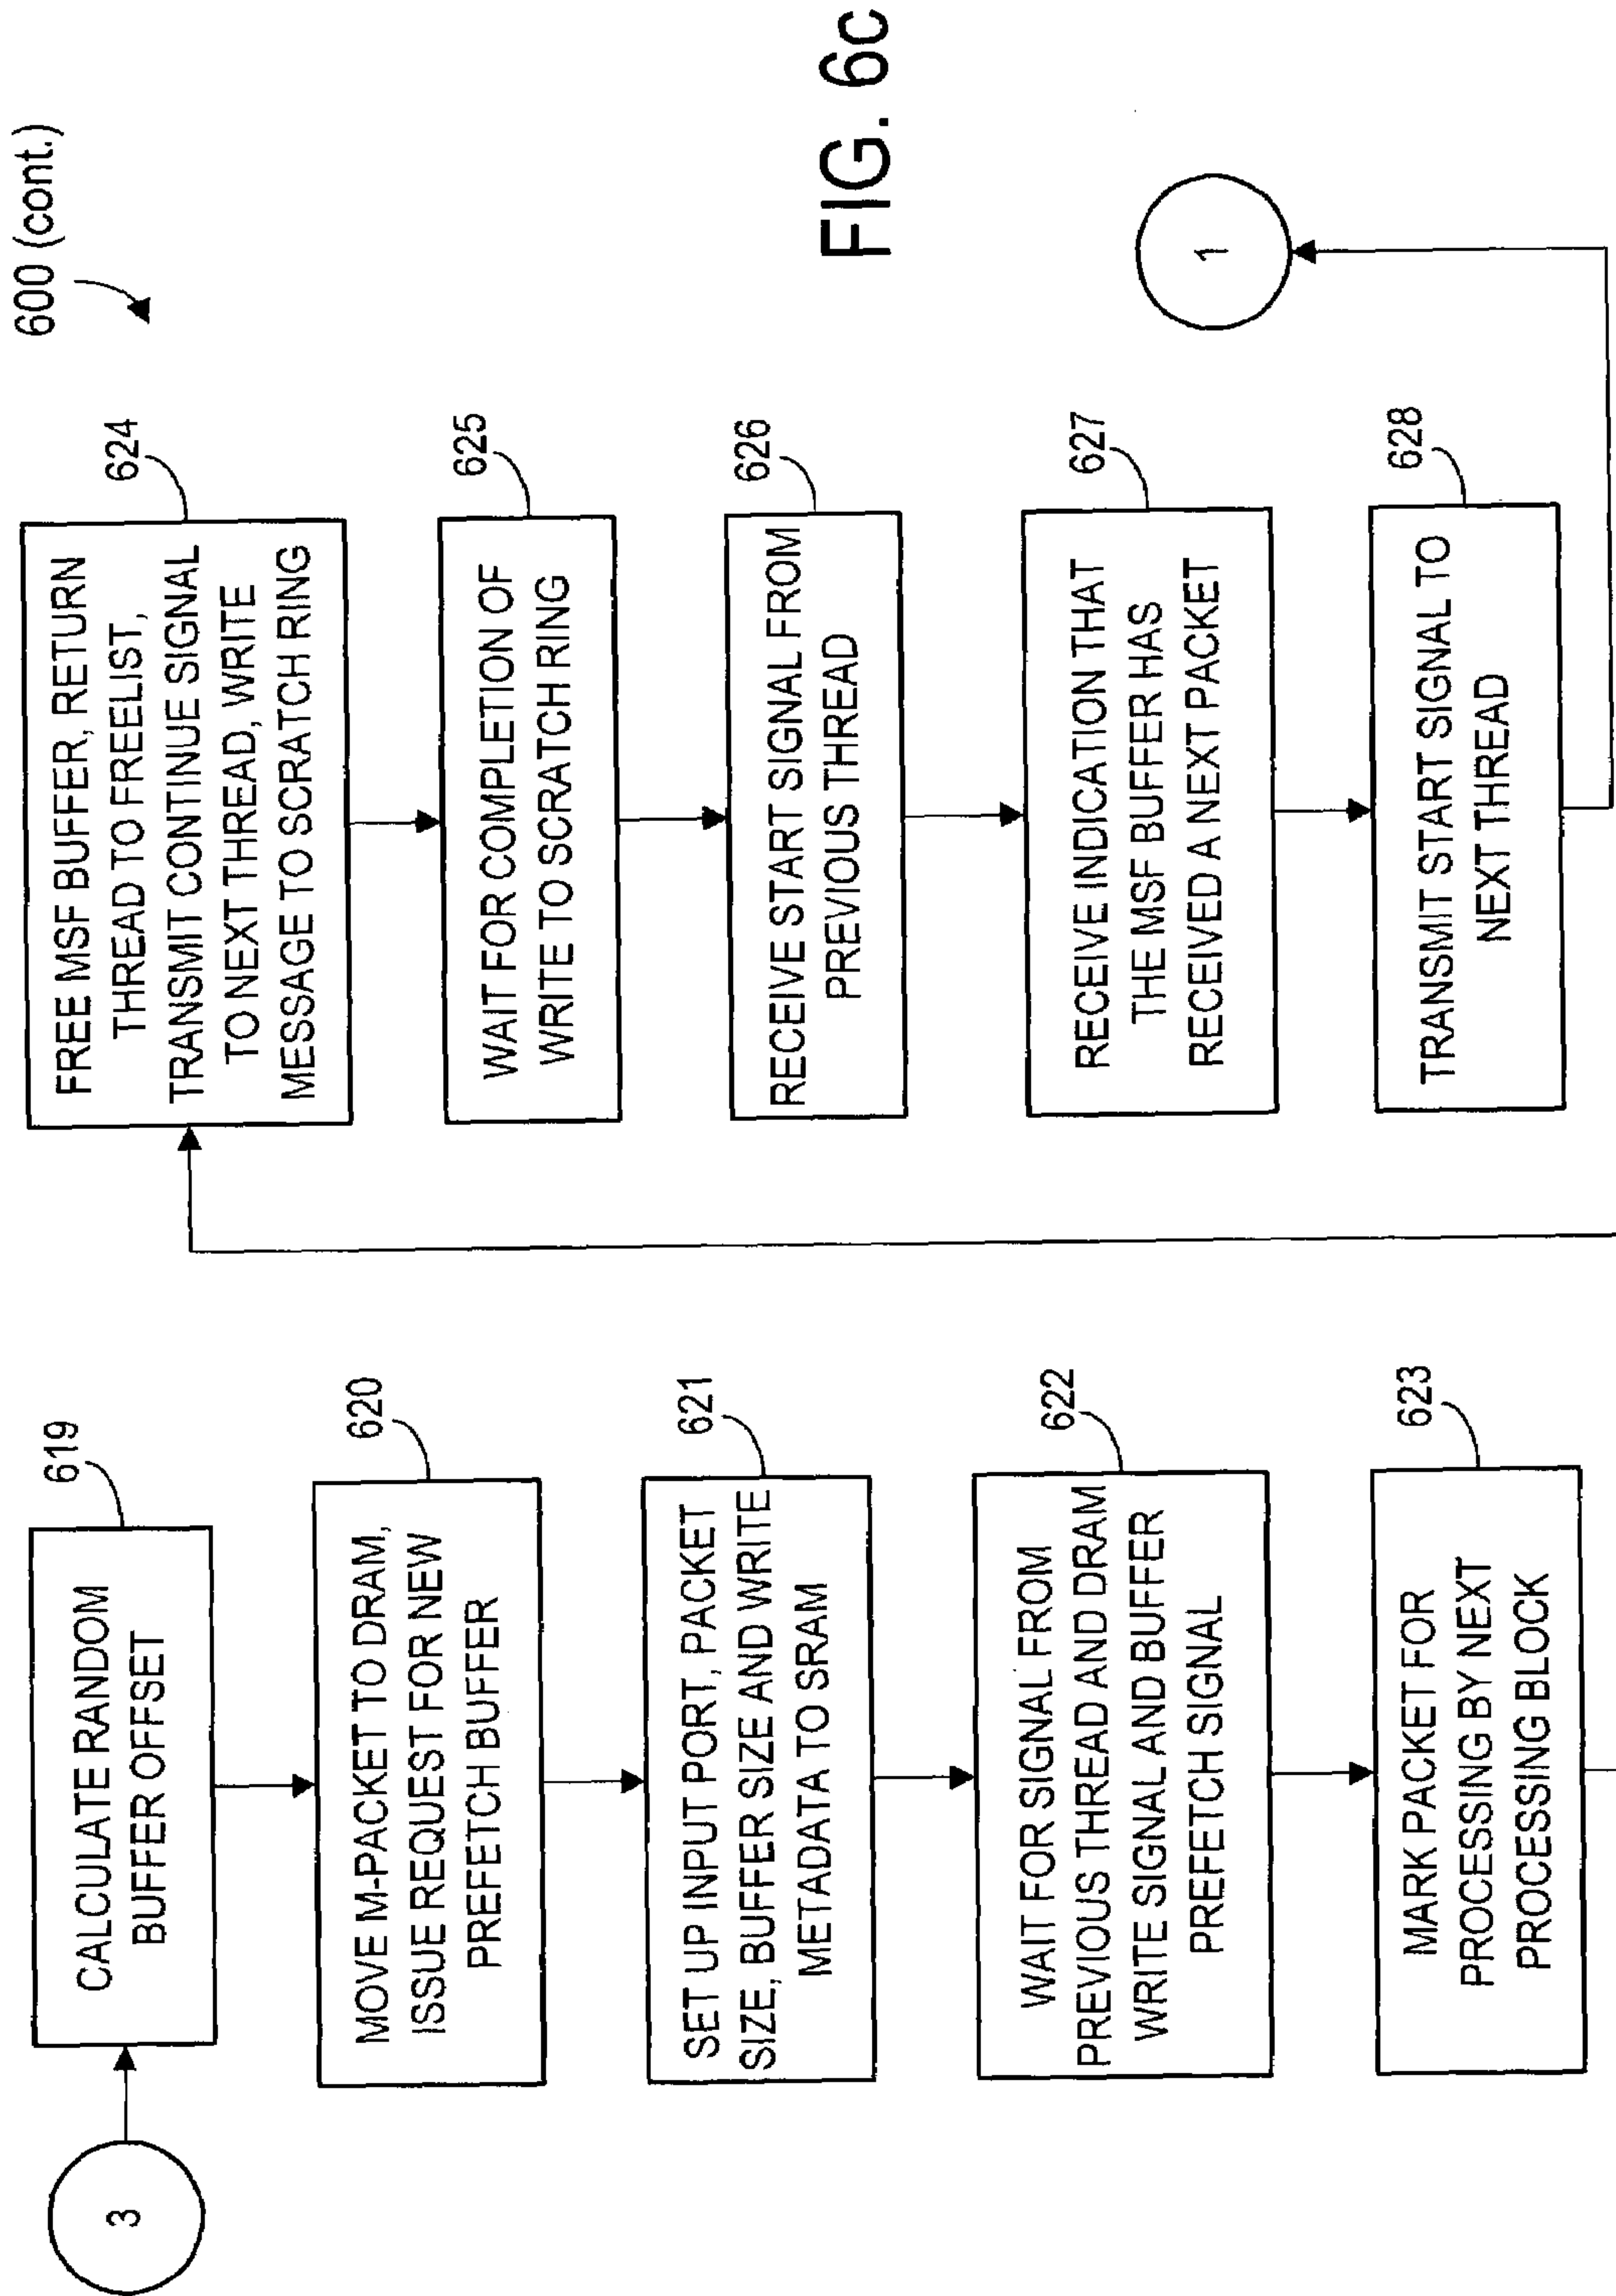 600 (cont.)
3
619
CALCULATE RANDOM
BUFFER OFFSET
620
MOVE M-PACKET TO DRAM,
ISSUE REQUEST FOR NEW
PREFETCH BUFFER
621
SET UP INPUT PORT, PACKET
SIZE, BUFFER SIZE AND WRITE
METADATA TO SRAM
622
WAIT FOR SIGNAL FROM
PREVIOUS THREAD AND DRAM
WRITE SIGNAL AND BUFFER
PREFETCH SIGNAL
623
MARK PACKET FOR
PROCESSING BY NEXT
PROCESSING BLOCK
624
FREE MSF BUFFER, RETURN
THREAD TO FREELIST,
TRANSMIT CONTINUE SIGNAL
TO NEXT THREAD, WRITE
MESSAGE TO SCRATCH RING
625
WAIT FOR COMPLETION OF
WRITE TO SCRATCH RING
626
RECEIVE START SIGNAL FROM
PREVIOUS THREAD
627
RECEIVE INDICATION THAT
THE MSF BUFFER HAS
RECEIVED A NEXT PACKET
628
TRANSMIT START SIGNAL TO
NEXT THREAD
1
FIG. 6c